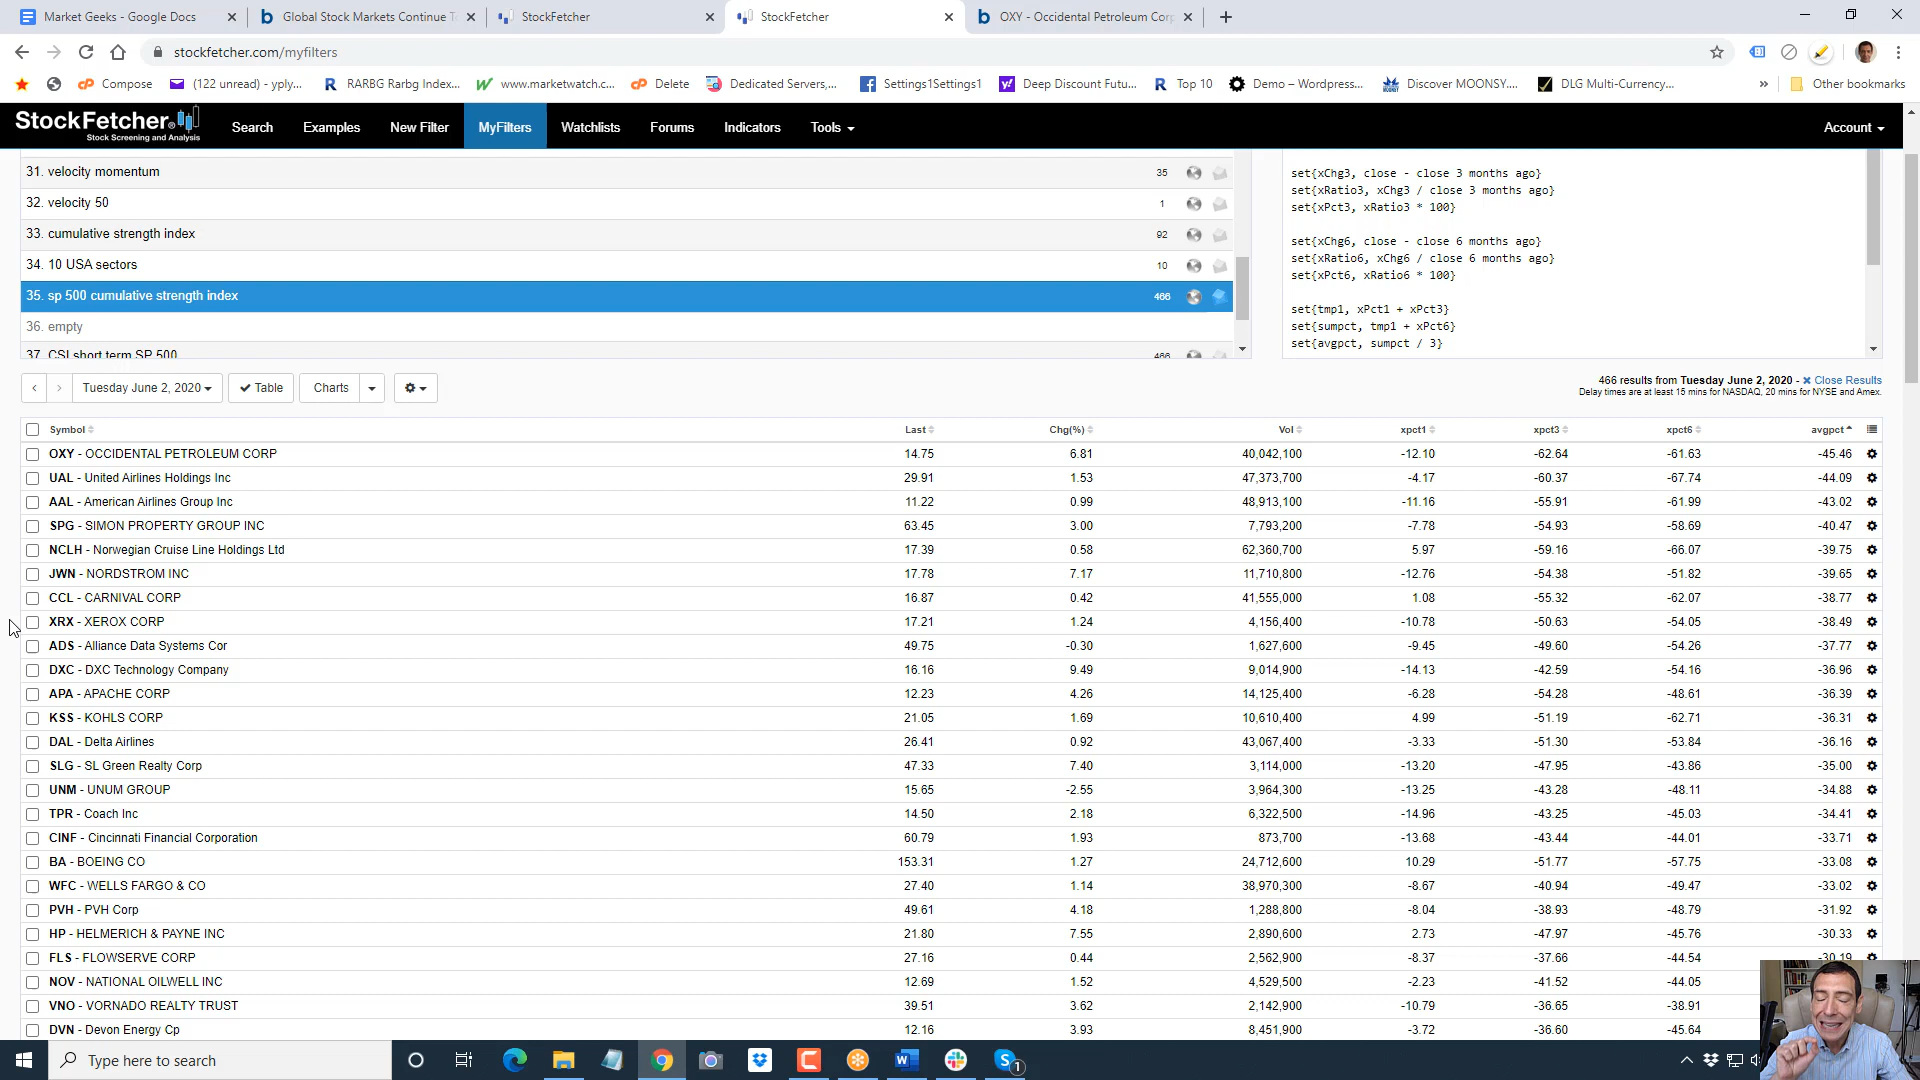 Market Geeks - Google Docs
Global Stock Markets Continue T
StockFetcher
StockFetcher
OXY - Occidental Petroleum Corp
stockfetcher.com/myfilters
Compose
(122 unread) - yply...
RARBG Rarbg Index...
www.marketwatch.c...
Delete
Dedicated Servers,...
Settings1Settings1
Deep Discount Futu...
Top 10
Demo – Wordpress...
Discover MOONSY....
DLG Multi-Currency...
» Other bookmarks
StockFetcher
Stock Screening and Analysis
Search Examples New Filter MyFilters Watchlists Forums Indicators Tools Account
31. velocity momentum 35
32. velocity 50 1
33. cumulative strength index 92
34. 10 USA sectors 10
35. sp 500 cumulative strength index 466
36. empty
37. CSI short term SP 500 466
set{xChg3, close - close 3 months ago}
set{xRatio3, xChg3 / close 3 months ago}
set{xPct3, xRatio3 * 100}
set{xChg6, close - close 6 months ago}
set{xRatio6, xChg6 / close 6 months ago}
set{xPct6, xRatio6 * 100}
set{tmp1, xPct1 + xPct3}
set{sumpct, tmp1 + xPct6}
set{avgpct, sumpct / 3}
‹ › Tuesday June 2, 2020 Table Charts
466 results from Tuesday June 2, 2020 - ✖ Close Results
Delay times are at least 15 mins for NASDAQ, 20 mins for NYSE and Amex.
Symbol Last Chg(%) Vol xpct1 xpct3 xpct6 avgpct
OXY - OCCIDENTAL PETROLEUM CORP 14.75 6.81 40,042,100 -12.10 -62.64 -61.63 -45.46
UAL - United Airlines Holdings Inc 29.91 1.53 47,373,700 -4.17 -60.37 -67.74 -44.09
AAL - American Airlines Group Inc 11.22 0.99 48,913,100 -11.16 -55.91 -61.99 -43.02
SPG - SIMON PROPERTY GROUP INC 63.45 3.00 7,793,200 -7.78 -54.93 -58.69 -40.47
NCLH - Norwegian Cruise Line Holdings Ltd 17.39 0.58 62,360,700 5.97 -59.16 -66.07 -39.75
JWN - NORDSTROM INC 17.78 7.17 11,710,800 -12.76 -54.38 -51.82 -39.65
CCL - CARNIVAL CORP 16.87 0.42 41,555,000 1.08 -55.32 -62.07 -38.77
XRX - XEROX CORP 17.21 1.24 4,156,400 -10.78 -50.63 -54.05 -38.49
ADS - Alliance Data Systems Cor 49.75 -0.30 1,627,600 -9.45 -49.60 -54.26 -37.77
DXC - DXC Technology Company 16.16 9.49 9,014,900 -14.13 -42.59 -54.16 -36.96
APA - APACHE CORP 12.23 4.26 14,125,400 -6.28 -54.28 -48.61 -36.39
KSS - KOHLS CORP 21.05 1.69 10,610,400 4.99 -51.19 -62.71 -36.31
DAL - Delta Airlines 26.41 0.92 43,067,400 -3.33 -51.30 -53.84 -36.16
SLG - SL Green Realty Corp 47.33 7.40 3,114,000 -13.20 -47.95 -43.86 -35.00
UNM - UNUM GROUP 15.65 -2.55 3,964,300 -13.25 -43.28 -48.11 -34.88
TPR - Coach Inc 14.50 2.18 6,322,500 -14.96 -43.25 -45.03 -34.41
CINF - Cincinnati Financial Corporation 60.79 1.93 873,700 -13.68 -43.44 -44.01 -33.71
BA - BOEING CO 153.31 1.27 24,712,600 10.29 -51.77 -57.75 -33.08
WFC - WELLS FARGO & CO 27.40 1.14 38,970,300 -8.67 -40.94 -49.47 -33.02
PVH - PVH Corp 49.61 4.18 1,288,800 -8.04 -38.93 -48.79 -31.92
HP - HELMERICH & PAYNE INC 21.80 7.55 2,890,600 2.73 -47.97 -45.76 -30.33
FLS - FLOWSERVE CORP 27.16 0.44 2,562,900 -8.37 -37.66 -44.54 -30.19
NOV - NATIONAL OILWELL INC 12.69 1.52 4,529,500 -2.23 -41.52 -44.05
VNO - VORNADO REALTY TRUST 39.51 3.62 2,142,900 -10.79 -36.65 -38.91
DVN - Devon Energy Cp 12.16 3.93 8,451,900 -3.72 -36.60 -45.64
Type here to search
1